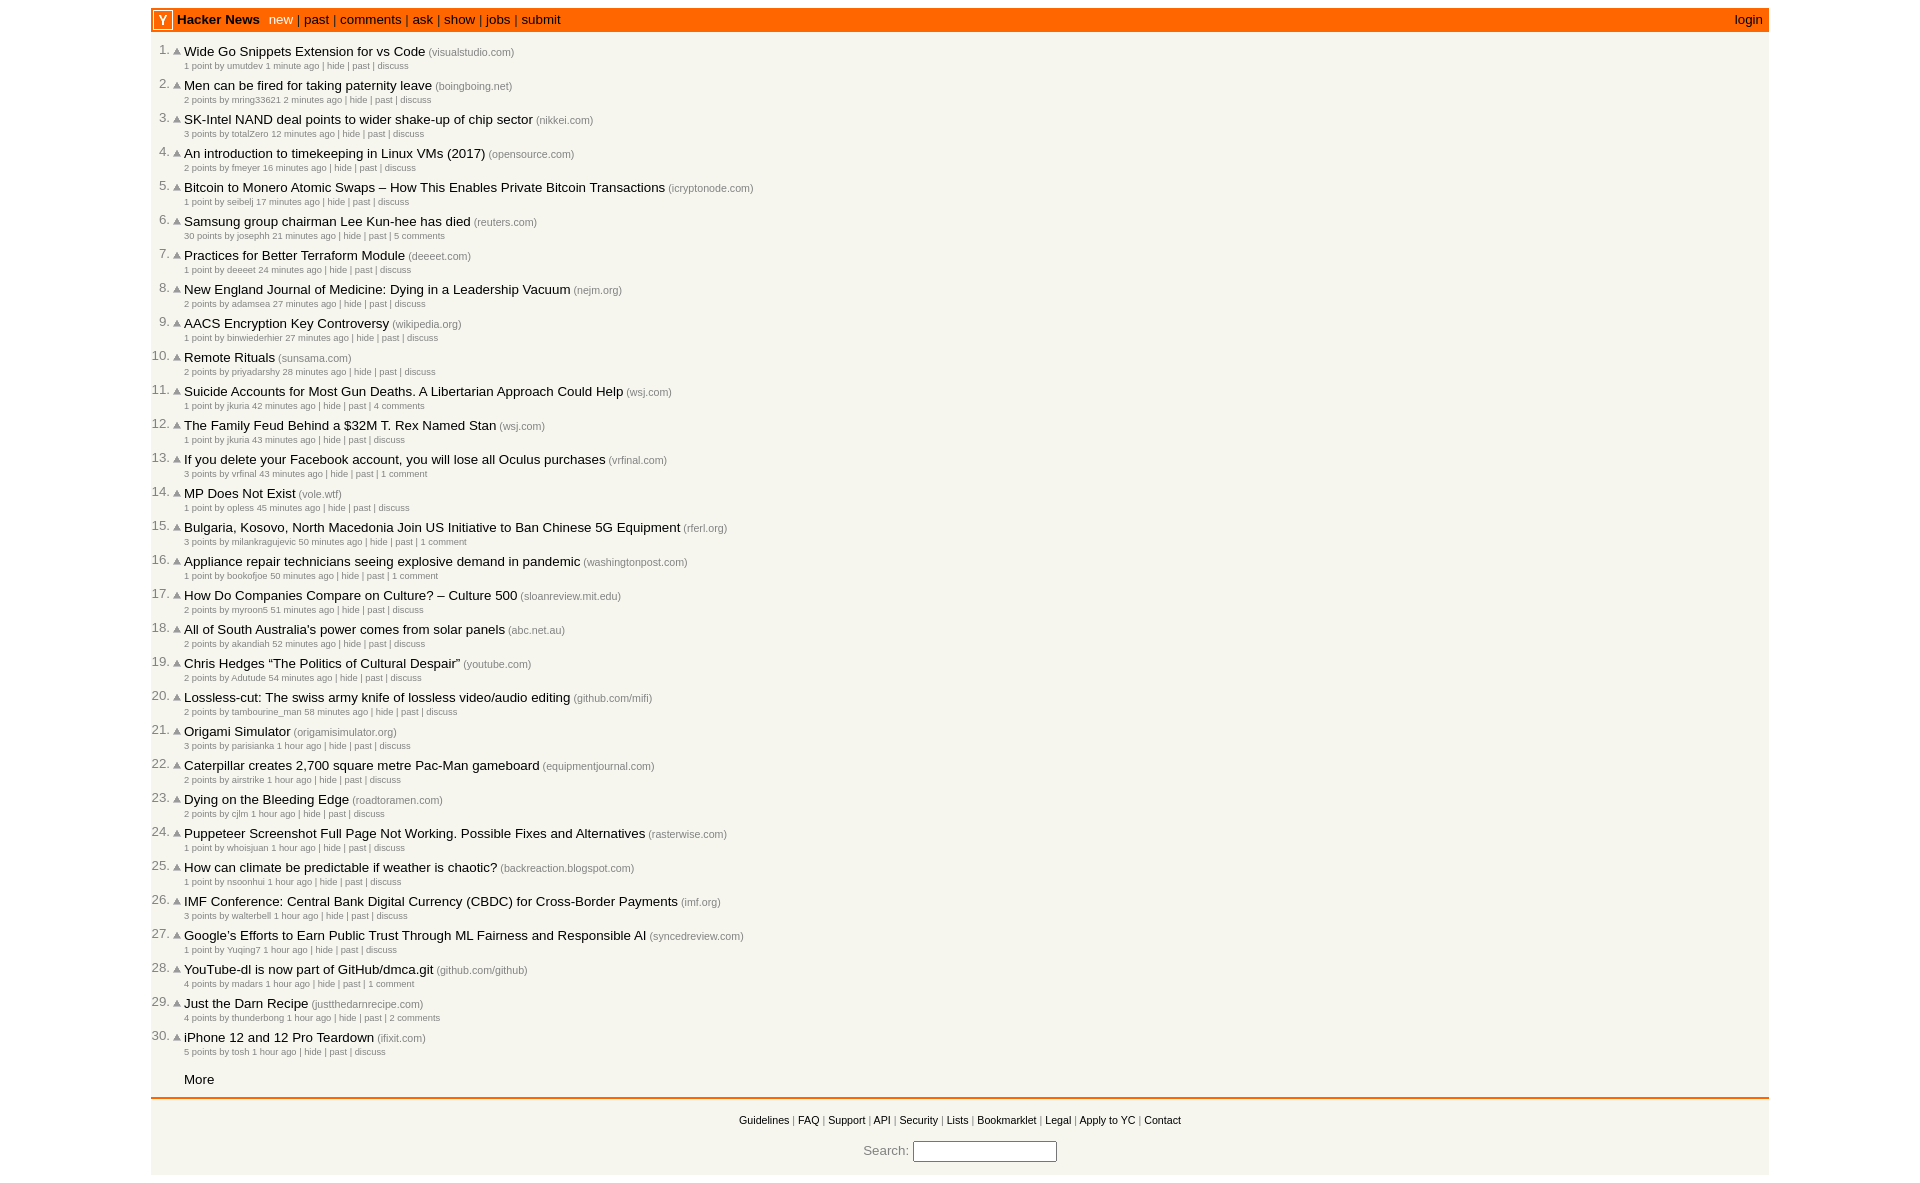 Y Hacker News new | past | comments | ask | show | jobs | submit login
1. Wide Go Snippets Extension for vs Code (visualstudio.com)
1 point by umutdev 1 minute ago | hide | past | discuss
2. Men can be fired for taking paternity leave (boingboing.net)
2 points by mring33621 2 minutes ago | hide | past | discuss
3. SK-Intel NAND deal points to wider shake-up of chip sector (nikkei.com)
3 points by totalZero 12 minutes ago | hide | past | discuss
4. An introduction to timekeeping in Linux VMs (2017) (opensource.com)
2 points by fmeyer 16 minutes ago | hide | past | discuss
5. Bitcoin to Monero Atomic Swaps – How This Enables Private Bitcoin Transactions (icryptonode.com)
1 point by seibelj 17 minutes ago | hide | past | discuss
6. Samsung group chairman Lee Kun-hee has died (reuters.com)
30 points by josephh 21 minutes ago | hide | past | 5 comments
7. Practices for Better Terraform Module (deeeet.com)
1 point by deeeet 24 minutes ago | hide | past | discuss
8. New England Journal of Medicine: Dying in a Leadership Vacuum (nejm.org)
2 points by adamsea 27 minutes ago | hide | past | discuss
9. AACS Encryption Key Controversy (wikipedia.org)
1 point by binwiederhier 27 minutes ago | hide | past | discuss
10. Remote Rituals (sunsama.com)
2 points by priyadarshy 28 minutes ago | hide | past | discuss
11. Suicide Accounts for Most Gun Deaths. A Libertarian Approach Could Help (wsj.com)
1 point by jkuria 42 minutes ago | hide | past | 4 comments
12. The Family Feud Behind a $32M T. Rex Named Stan (wsj.com)
1 point by jkuria 43 minutes ago | hide | past | discuss
13. If you delete your Facebook account, you will lose all Oculus purchases (vrfinal.com)
3 points by vrfinal 43 minutes ago | hide | past | 1 comment
14. MP Does Not Exist (vole.wtf)
1 point by opless 45 minutes ago | hide | past | discuss
15. Bulgaria, Kosovo, North Macedonia Join US Initiative to Ban Chinese 5G Equipment (rferl.org)
3 points by milankragujevic 50 minutes ago | hide | past | 1 comment
16. Appliance repair technicians seeing explosive demand in pandemic (washingtonpost.com)
1 point by bookofjoe 50 minutes ago | hide | past | 1 comment
17. How Do Companies Compare on Culture? – Culture 500 (sloanreview.mit.edu)
2 points by myroon5 51 minutes ago | hide | past | discuss
18. All of South Australia's power comes from solar panels (abc.net.au)
2 points by akandiah 52 minutes ago | hide | past | discuss
19. Chris Hedges “The Politics of Cultural Despair” (youtube.com)
2 points by Adutude 54 minutes ago | hide | past | discuss
20. Lossless-cut: The swiss army knife of lossless video/audio editing (github.com/mifi)
2 points by tambourine_man 58 minutes ago | hide | past | discuss
21. Origami Simulator (origamisimulator.org)
3 points by parisianka 1 hour ago | hide | past | discuss
22. Caterpillar creates 2,700 square metre Pac-Man gameboard (equipmentjournal.com)
2 points by airstrike 1 hour ago | hide | past | discuss
23. Dying on the Bleeding Edge (roadtoramen.com)
2 points by cjlm 1 hour ago | hide | past | discuss
24. Puppeteer Screenshot Full Page Not Working. Possible Fixes and Alternatives (rasterwise.com)
1 point by whoisjuan 1 hour ago | hide | past | discuss
25. How can climate be predictable if weather is chaotic? (backreaction.blogspot.com)
1 point by nsoonhui 1 hour ago | hide | past | discuss
26. IMF Conference: Central Bank Digital Currency (CBDC) for Cross-Border Payments (imf.org)
3 points by walterbell 1 hour ago | hide | past | discuss
27. Google’s Efforts to Earn Public Trust Through ML Fairness and Responsible AI (syncedreview.com)
1 point by Yuqing7 1 hour ago | hide | past | discuss
28. YouTube-dl is now part of GitHub/dmca.git (github.com/github)
4 points by madars 1 hour ago | hide | past | 1 comment
29. Just the Darn Recipe (justthedarnrecipe.com)
4 points by thunderbong 1 hour ago | hide | past | 2 comments
30. iPhone 12 and 12 Pro Teardown (ifixit.com)
5 points by tosh 1 hour ago | hide | past | discuss
More
Guidelines | FAQ | Support | API | Security | Lists | Bookmarklet | Legal | Apply to YC | Contact
Search: